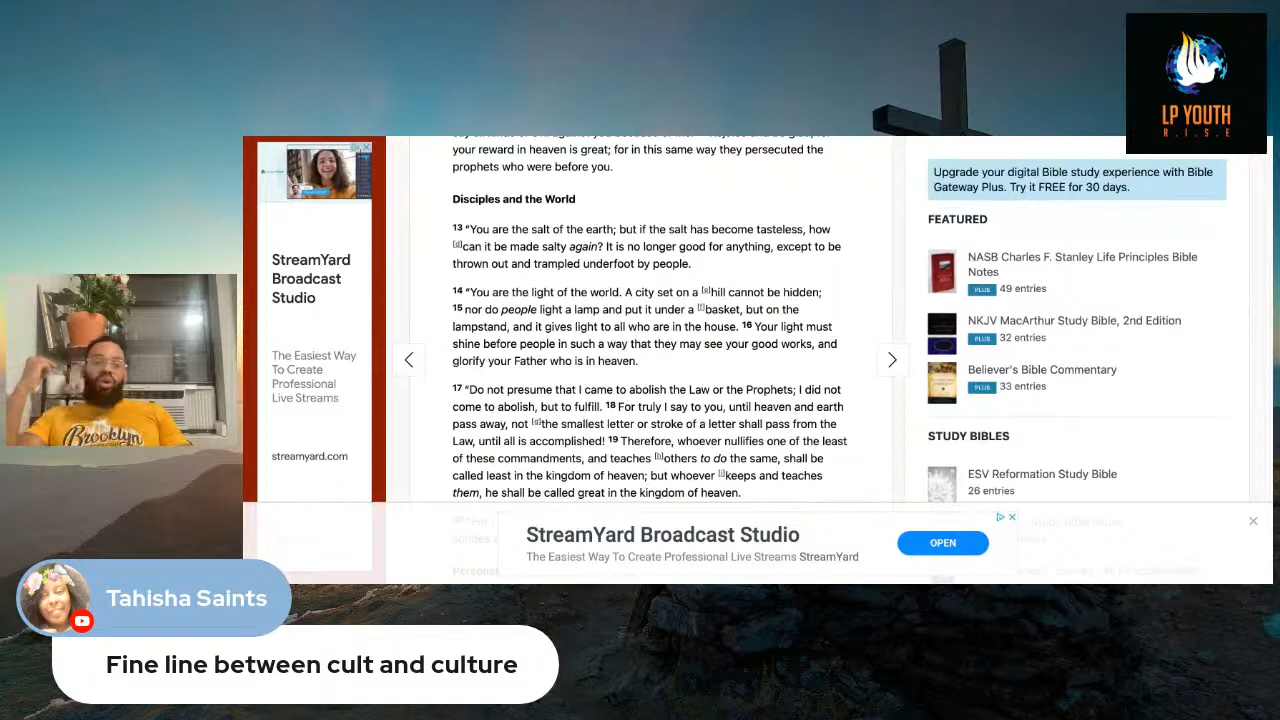 LP YOUTH
R.I.S.E
your reward in heaven is great; for in this same way they persecuted the
prophets who were before you.
Disciples and the World
13 "You are the salt of the earth; but if the salt has become tasteless, how
[d]can it be made salty again? It is no longer good for anything, except to be
thrown out and trampled underfoot by people.
14 "You are the light of the world. A city set on a [e]hill cannot be hidden;
15 nor do people light a lamp and put it under a [f]basket, but on the
lampstand, and it gives light to all who are in the house. 16 Your light must
shine before people in such a way that they may see your good works, and
glorify your Father who is in heaven.
17 "Do not presume that I came to abolish the Law or the Prophets; I did not
come to abolish, but to fulfill. 18 For truly I say to you, until heaven and earth
pass away, not [g]the smallest letter or stroke of a letter shall pass from the
Law, until all is accomplished! 19 Therefore, whoever nullifies one of the least
of these commandments, and teaches [h]others to do the same, shall be
called least in the kingdom of heaven; but whoever [i]keeps and teaches
them, he shall be called great in the kingdom of heaven.
StreamYard
Broadcast
Studio
The Easiest Way
To Create
Professional
Live Streams
streamyard.com
Upgrade your digital Bible study experience with Bible
Gateway Plus. Try it FREE for 30 days.
FEATURED
NASB Charles F. Stanley Life Principles Bible
Notes
PLUS 49 entries
NKJV MacArthur Study Bible, 2nd Edition
PLUS 32 entries
Believer's Bible Commentary
PLUS 33 entries
STUDY BIBLES
ESV Reformation Study Bible
26 entries
StreamYard Broadcast Studio
The Easiest Way To Create Professional Live Streams StreamYard
OPEN
Brooklyn
Tahisha Saints
Fine line between cult and culture